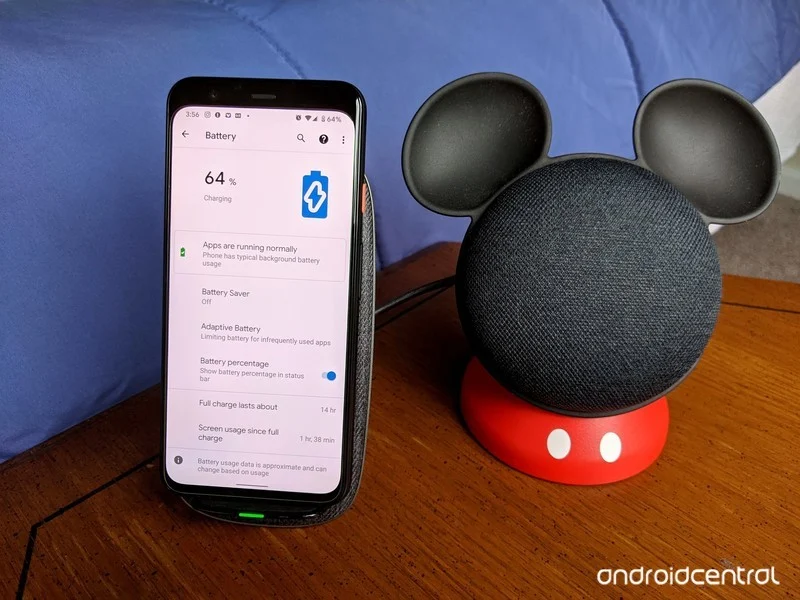 3:56
64%
Battery
64 %
Charging
Apps are running normally
Phone has typical background battery
usage
Battery Saver
Off
Adaptive Battery
Limiting battery for infrequently used apps
Battery percentage
Show battery percentage in status
bar
Full charge lasts about
14 hr
Screen usage since full
charge
1 hr, 38 min
Battery usage data is approximate and can
change based on usage
androidcentral